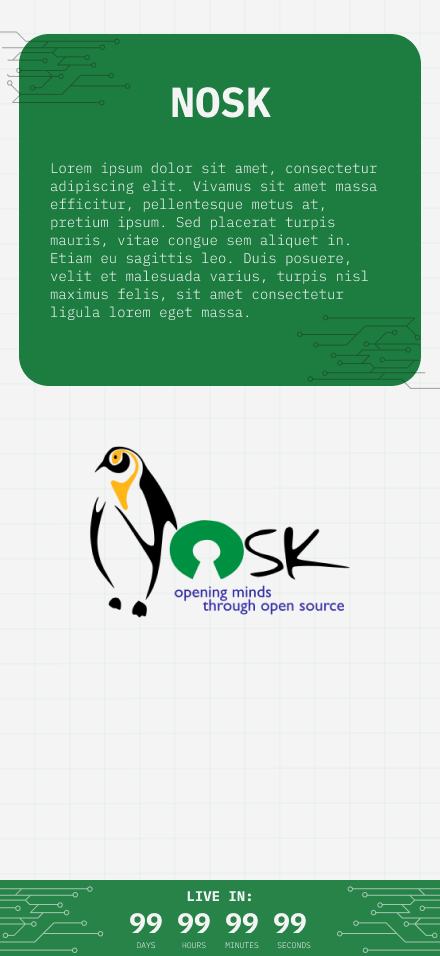 NOSK
Lorem ipsum dolor sit amet, consectetur
adipiscing elit. Vivamus sit amet massa
efficitur, pellentesque metus at,
pretium ipsum. Sed placerat turpis
mauris, vitae congue sem aliquet in.
Etiam eu sagittis leo. Duis posuere,
velit et malesuada varius, turpis nisl
maximus felis, sit amet consectetur
ligula lorem eget massa.
NOSK
opening minds
through open source
LIVE IN:
99 99 99 99
DAYS HOURS MINUTES SECONDS